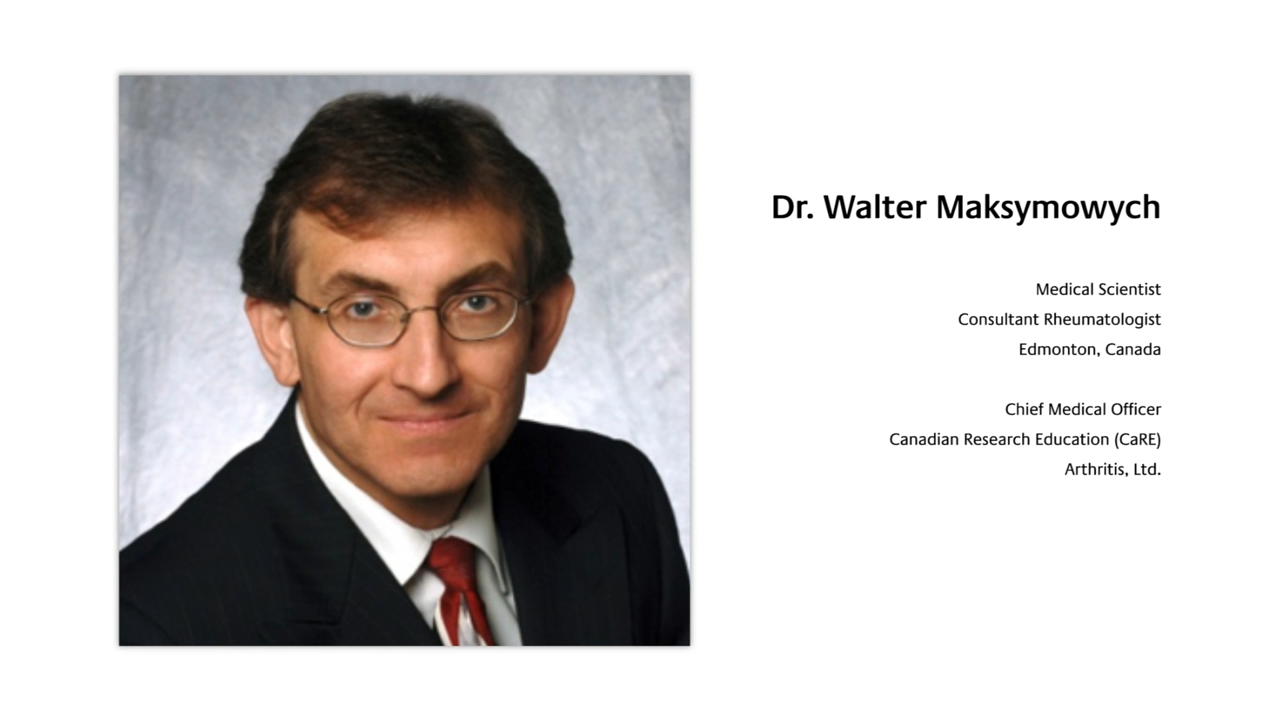 Dr. Walter Maksymowych
Medical Scientist
Consultant Rheumatologist
Edmonton, Canada
Chief Medical Officer
Canadian Research Education (CaRE)
Arthritis, Ltd.